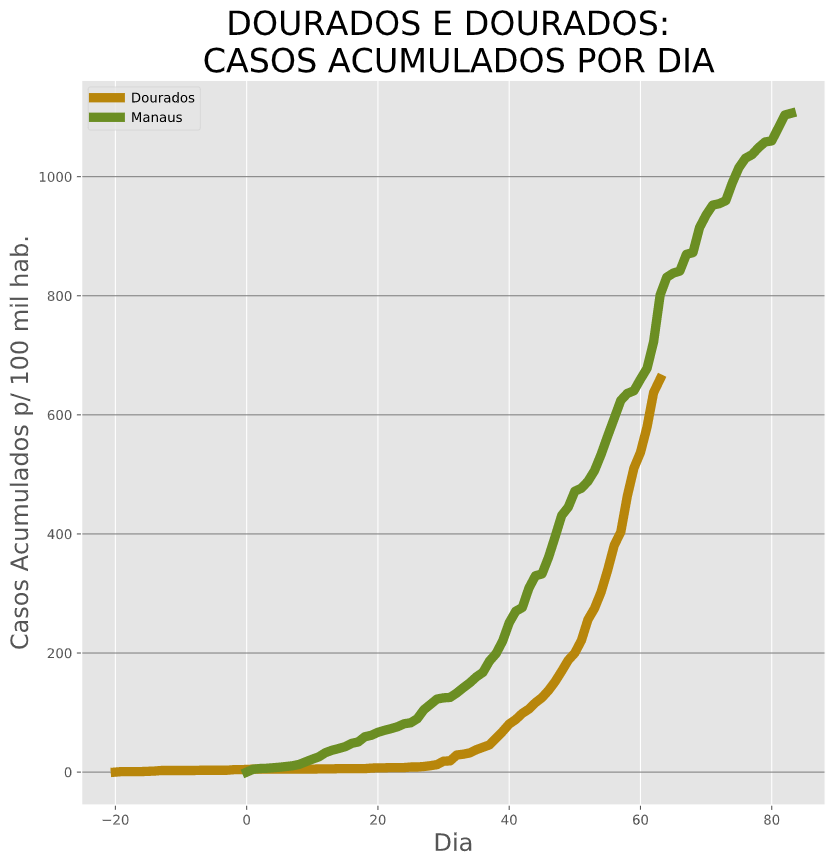 DOURADOS E DOURADOS:
CASOS ACUMULADOS POR DIA
Dourados
Manaus
Casos Acumulados p/ 100 mil hab.
1000
800
600
400
200
0
−20
0
20
40
60
80
Dia